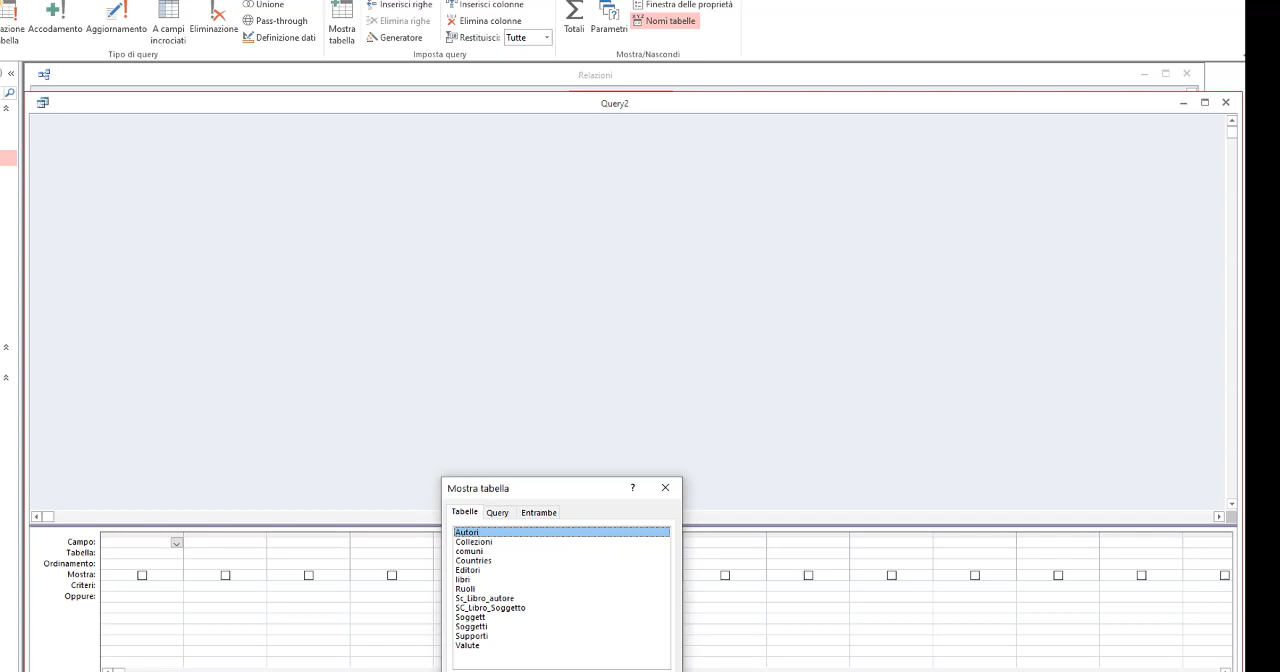 Accodamento Aggiornamento A campi incrociati Eliminazione
Unione
Pass-through
Definizione dati
Tipo di query
Mostra tabella
Inserisci righe
Elimina righe
Generatore
Inserisci colonne
Elimina colonne
Restituisci: Tutte
Imposta query
Totali
Parametri
Finestra delle proprietà
Nomi tabelle
Mostra/Nascondi
Relazioni
Query2
Mostra tabella
Tabelle Query Entrambe
Autori
Collezioni
comuni
Countries
Editori
libri
Ruoli
Sc_Libro_autore
SC_Libro_Soggetto
Soggett
Soggetti
Supporti
Valute
Campo:
Tabella:
Ordinamento:
Mostra:
Criteri:
Oppure: